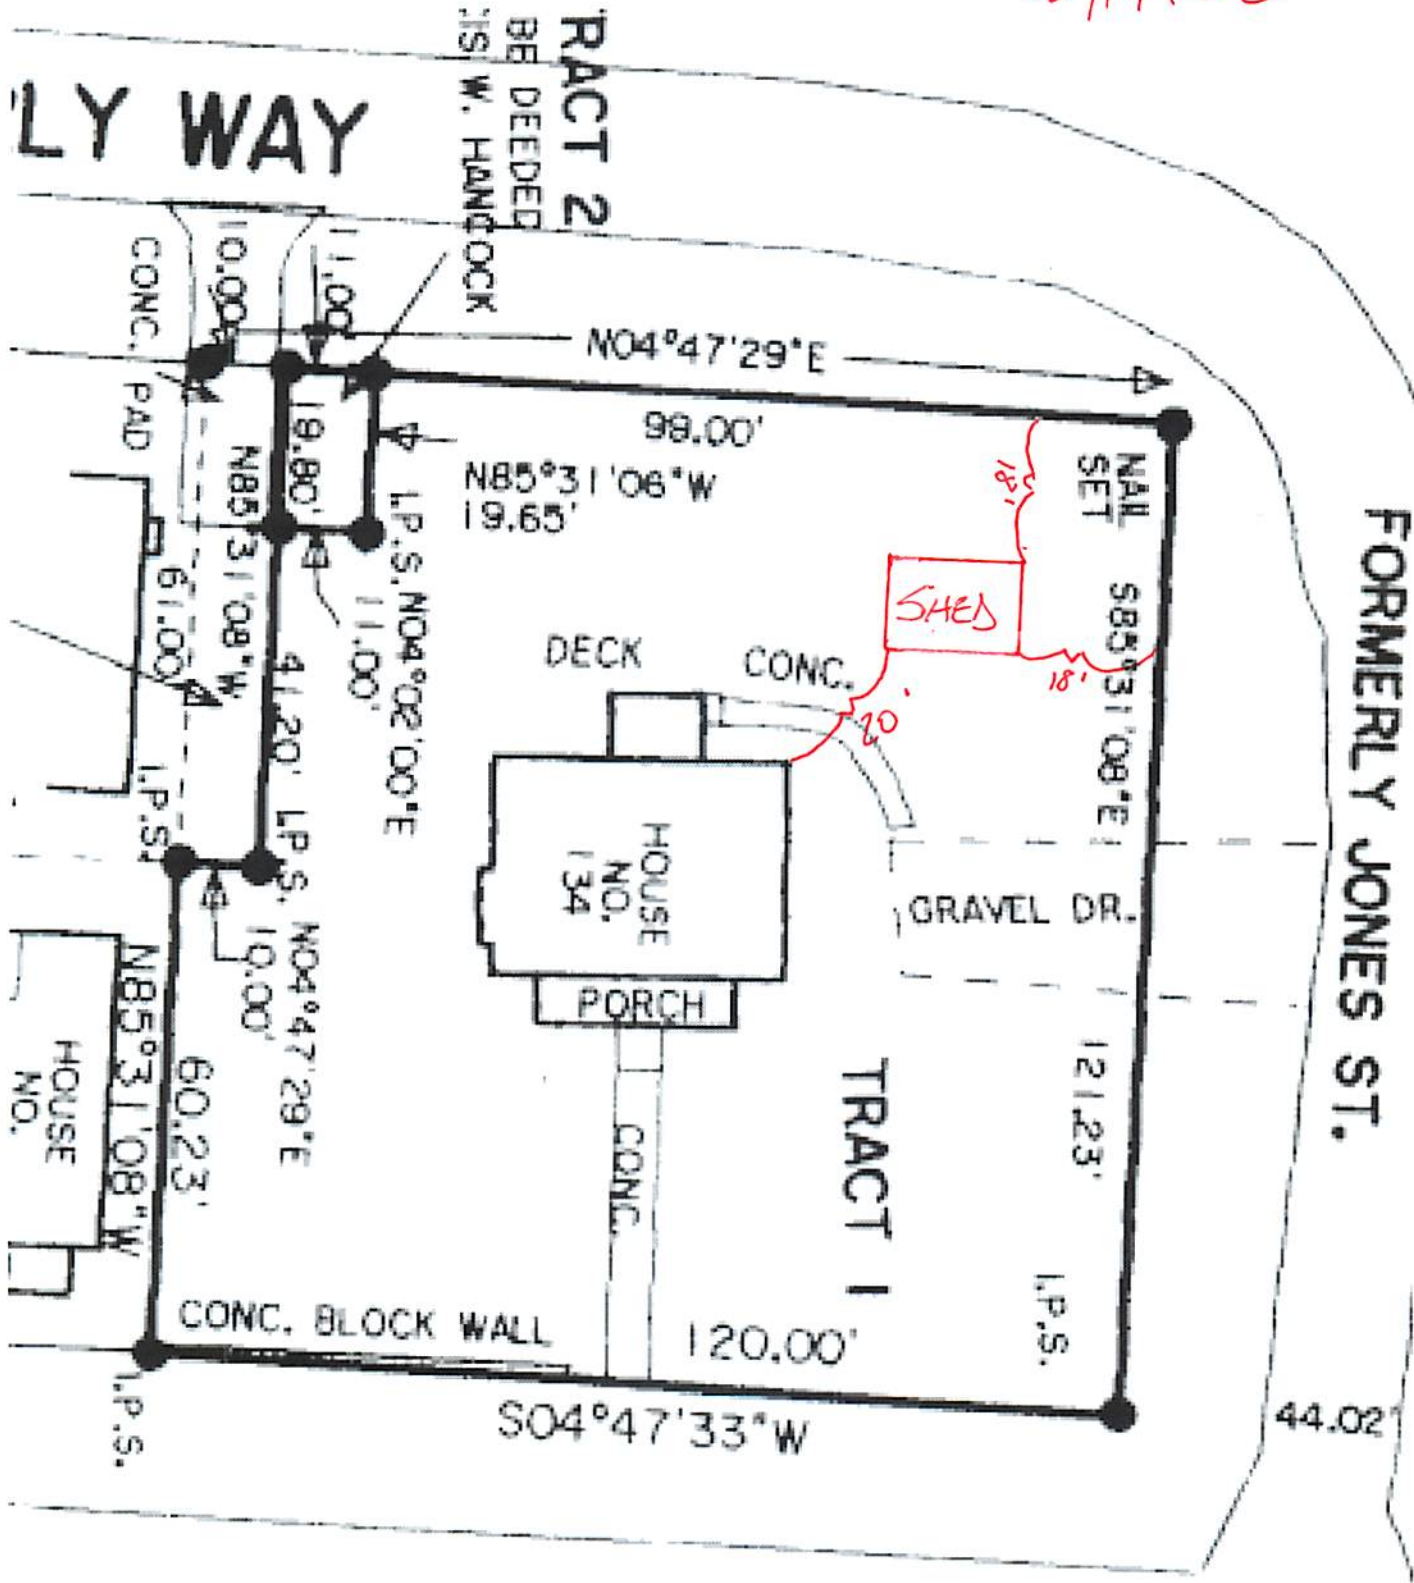 RACT 2
BE DEEDED
IS W. HANCOCK
LY WAY
CONC. PAD
10.00'
11.00'
N04°47'29"E
99.00'
NAIL
SET
19.80'
N85°31'06"W
19.65'
I.P.S.
N04°02'00"E
11.00'
N85°31'08"W
61.00'
41.20'
I.P.S.
I.P.S.
N04°47'29"E
10.00'
18'
SHED
18'
20'
DECK
CONC.
HOUSE
NO.
134
PORCH
CONC.
GRAVEL DR.
S85°31'08"E
121.23'
FORMERLY JONES ST.
TRACT 1
I.P.S.
HOUSE
NO.
N85°31'08"W
60.23'
CONC. BLOCK WALL
120.00'
S04°47'33"W
I.P.S.
44.02'